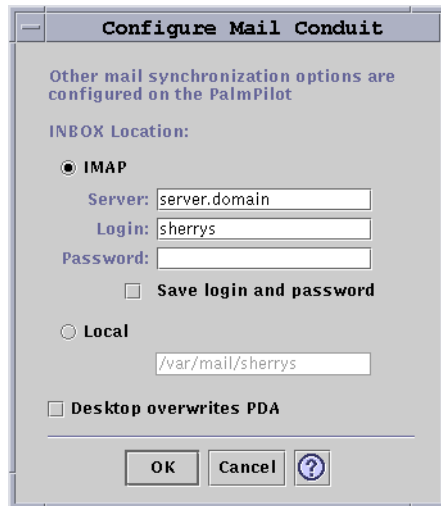 Configure Mail Conduit
Other mail synchronization options are
configured on the PalmPilot
INBOX Location:
IMAP
Server: server.domain
Login: sherrys
Password:
Save login and password
Local
/var/mail/sherrys
Desktop overwrites PDA
OK Cancel ?